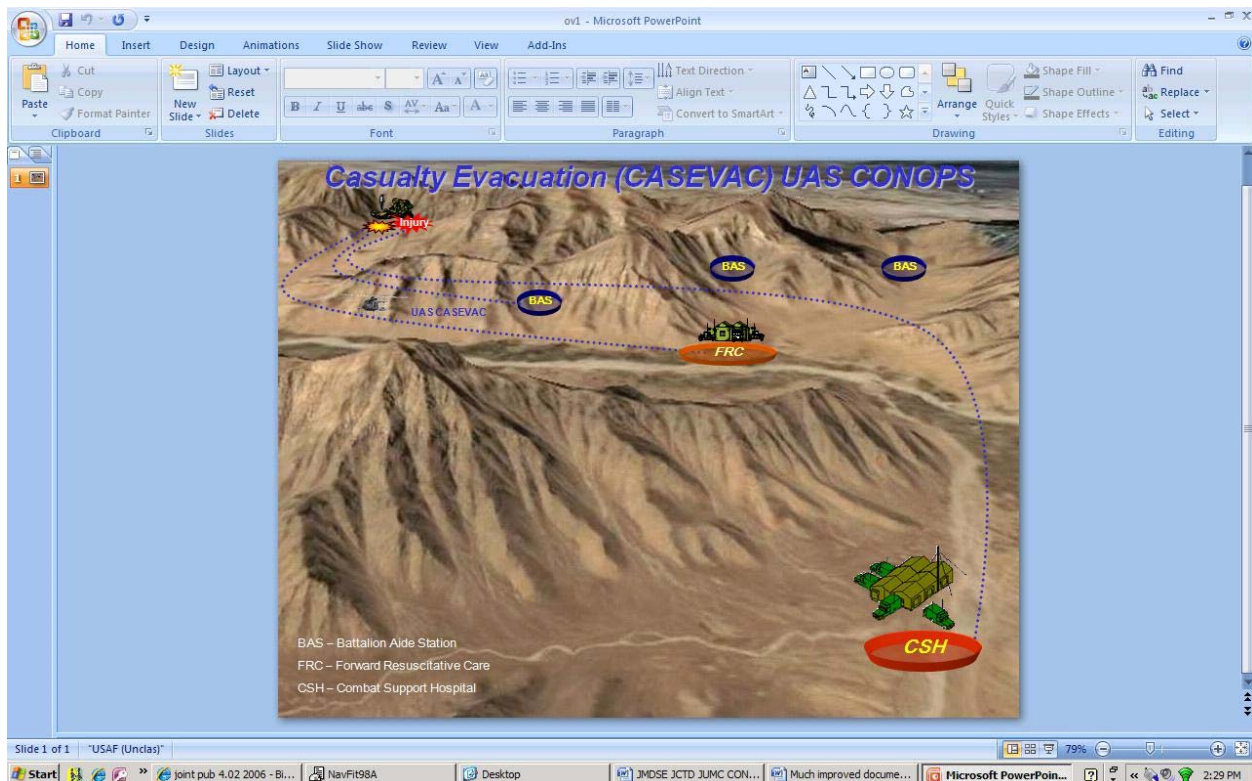 ov1 - Microsoft PowerPoint
Home Insert Design Animations Slide Show Review View Add-Ins
Paste
Cut
Copy
Format Painter
Clipboard
New Slide
Layout
Reset
Delete
Slides
B I U abc S AV Aa A
Font
Text Direction
Align Text
Convert to SmartArt
Paragraph
Arrange
Quick Styles
Shape Fill
Shape Outline
Shape Effects
Drawing
Find
Replace
Select
Editing
1
Casualty Evacuation (CASEVAC) UAS CONOPS
Injury
BAS
BAS
BAS
UAS CASEVAC
FRC
CSH
BAS – Battalion Aide Station
FRC – Forward Resuscitative Care
CSH – Combat Support Hospital
Slide 1 of 1 "USAF (Unclas)" 79%
Start joint pub 4.02 2006 - Bi... NavFit98A Desktop JMDSE JCTD JUMC CON... Much improved docume... Microsoft PowerPoin... 2:29 PM